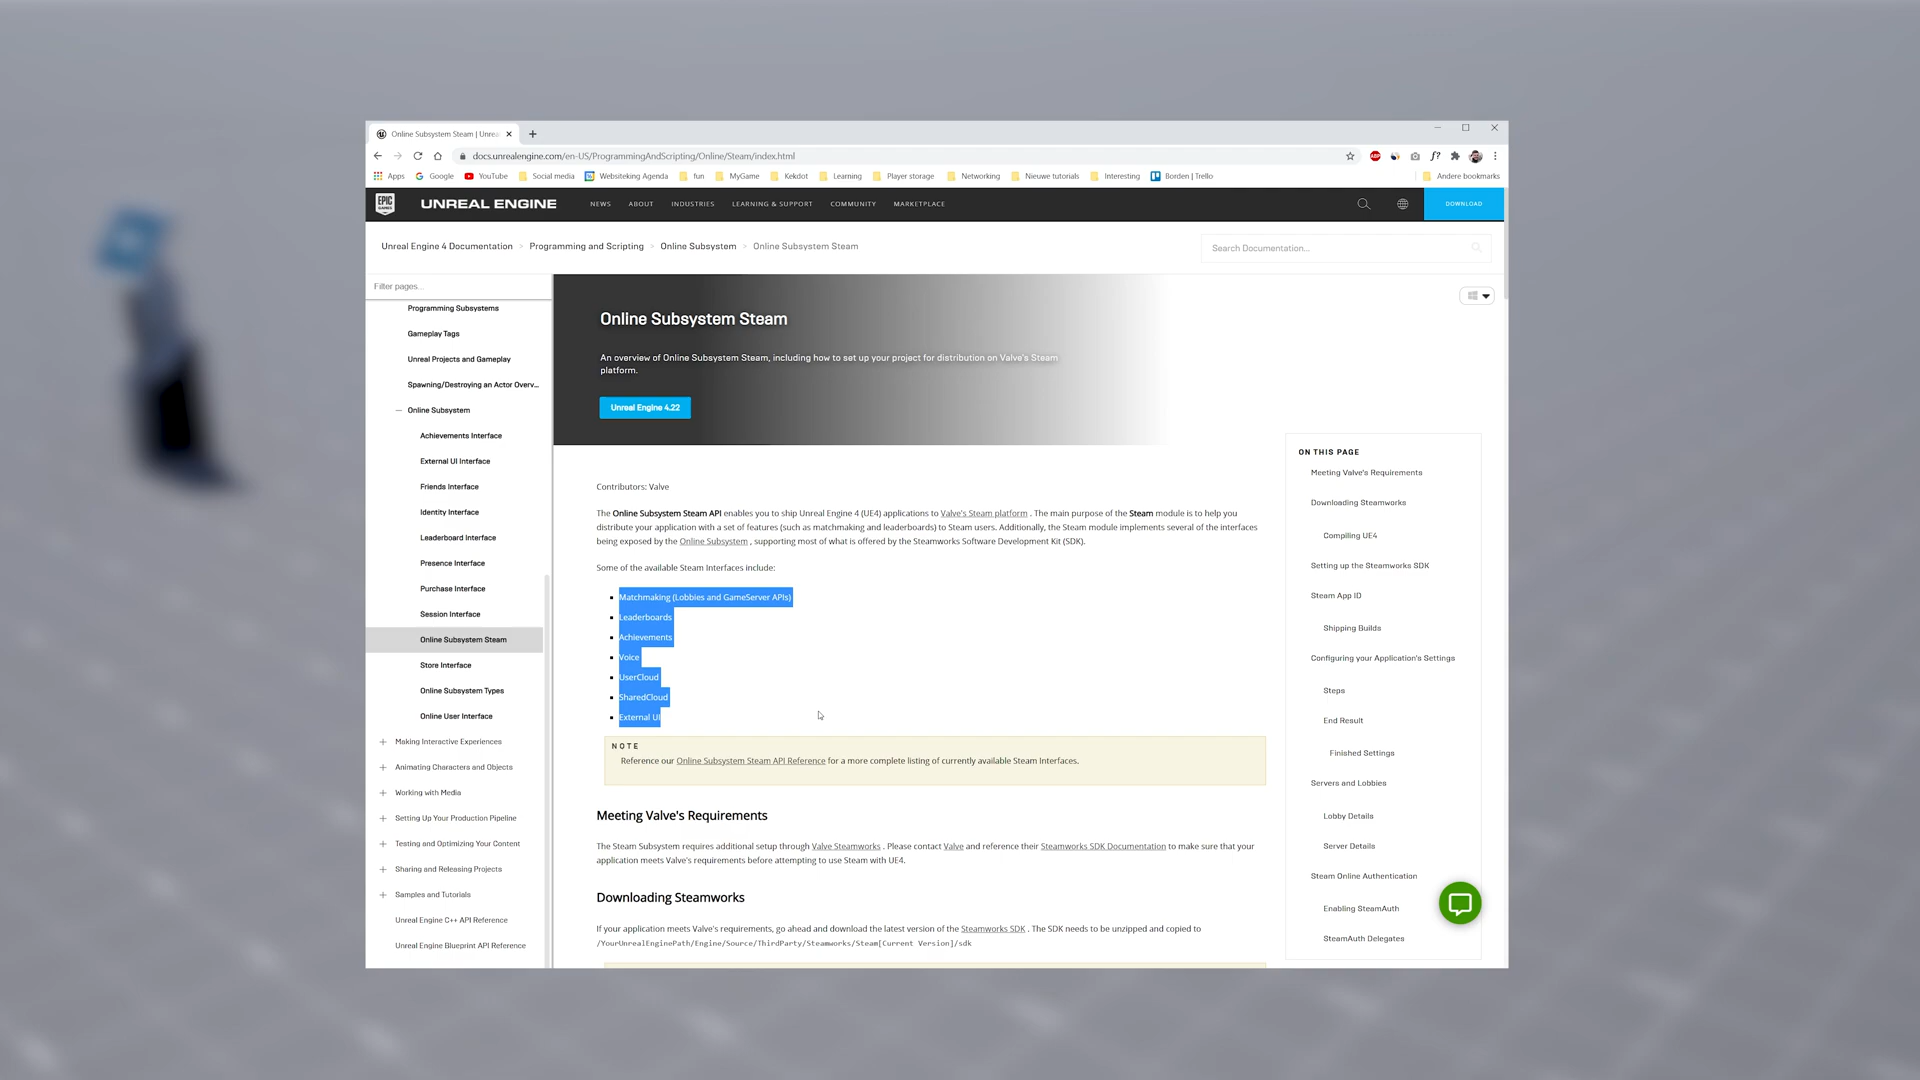 Online Subsystem Steam | Unrea
docs.unrealengine.com/en-US/ProgrammingAndScripting/Online/Steam/index.html
ABP
f?
Apps Google YouTube Social media Websiteking Agenda fun MyGame Kekdot Learning Player storage Networking Nieuwe tutorials Interesting Borden | Trello Andere bookmarks
EPIC GAMES
UNREAL ENGINE
NEWS ABOUT INDUSTRIES LEARNING & SUPPORT COMMUNITY MARKETPLACE
DOWNLOAD
Unreal Engine 4 Documentation > Programming and Scripting > Online Subsystem > Online Subsystem Steam
Search Documentation...
Filter pages...
Programming Subsystems
Gameplay Tags
Unreal Projects and Gameplay
Spawning/Destroying an Actor Overv...
Online Subsystem
Achievements Interface
External UI Interface
Friends Interface
Identity Interface
Leaderboard Interface
Presence Interface
Purchase Interface
Session Interface
Online Subsystem Steam
Store Interface
Online Subsystem Types
Online User Interface
Making Interactive Experiences
Animating Characters and Objects
Working with Media
Setting Up Your Production Pipeline
Testing and Optimizing Your Content
Sharing and Releasing Projects
Samples and Tutorials
Unreal Engine C++ API Reference
Unreal Engine Blueprint API Reference
Online Subsystem Steam
An overview of Online Subsystem Steam, including how to set up your project for distribution on Valve's Steam
platform.
Unreal Engine 4.22
Contributors: Valve
The Online Subsystem Steam API enables you to ship Unreal Engine 4 (UE4) applications to Valve's Steam platform . The main purpose of the Steam module is to help you
distribute your application with a set of features (such as matchmaking and leaderboards) to Steam users. Additionally, the Steam module implements several of the interfaces
being exposed by the Online Subsystem , supporting most of what is offered by the Steamworks Software Development Kit (SDK).
Some of the available Steam Interfaces include:
Matchmaking (Lobbies and GameServer APIs)
Leaderboards
Achievements
Voice
UserCloud
SharedCloud
External UI
NOTE
Reference our Online Subsystem Steam API Reference for a more complete listing of currently available Steam Interfaces.
Meeting Valve's Requirements
The Steam Subsystem requires additional setup through Valve Steamworks . Please contact Valve and reference their Steamworks SDK Documentation to make sure that your
application meets Valve's requirements before attempting to use Steam with UE4.
Downloading Steamworks
If your application meets Valve's requirements, go ahead and download the latest version of the Steamworks SDK . The SDK needs to be unzipped and copied to
/YourUnrealEnginePath/Engine/Source/ThirdParty/Steamworks/Steam[Current Version]/sdk
ON THIS PAGE
Meeting Valve's Requirements
Downloading Steamworks
Compiling UE4
Setting up the Steamworks SDK
Steam App ID
Shipping Builds
Configuring your Application's Settings
Steps
End Result
Finished Settings
Servers and Lobbies
Lobby Details
Server Details
Steam Online Authentication
Enabling SteamAuth
SteamAuth Delegates